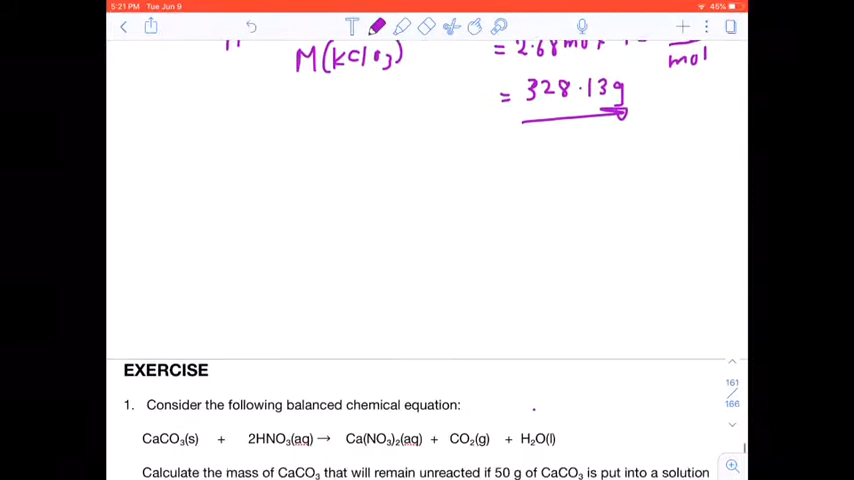 5:21 PM Tue Jun 9
45%
M(KClO₃)
= 2.68 mol
mol
= 328.13g
EXERCISE
161
166
1. Consider the following balanced chemical equation:
CaCO₃(s) + 2HNO₃(aq) → Ca(NO₃)₂(aq) + CO₂(g) + H₂O(l)
Calculate the mass of CaCO₃ that will remain unreacted if 50 g of CaCO₃ is put into a solution